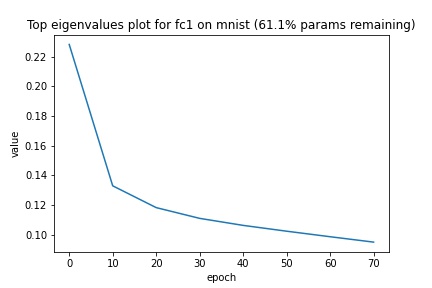 Top eigenvalues plot for fc1 on mnist (61.1% params remaining)
0.22
0.20
0.18
0.16
0.14
0.12
0.10
value
0 10 20 30 40 50 60 70
epoch